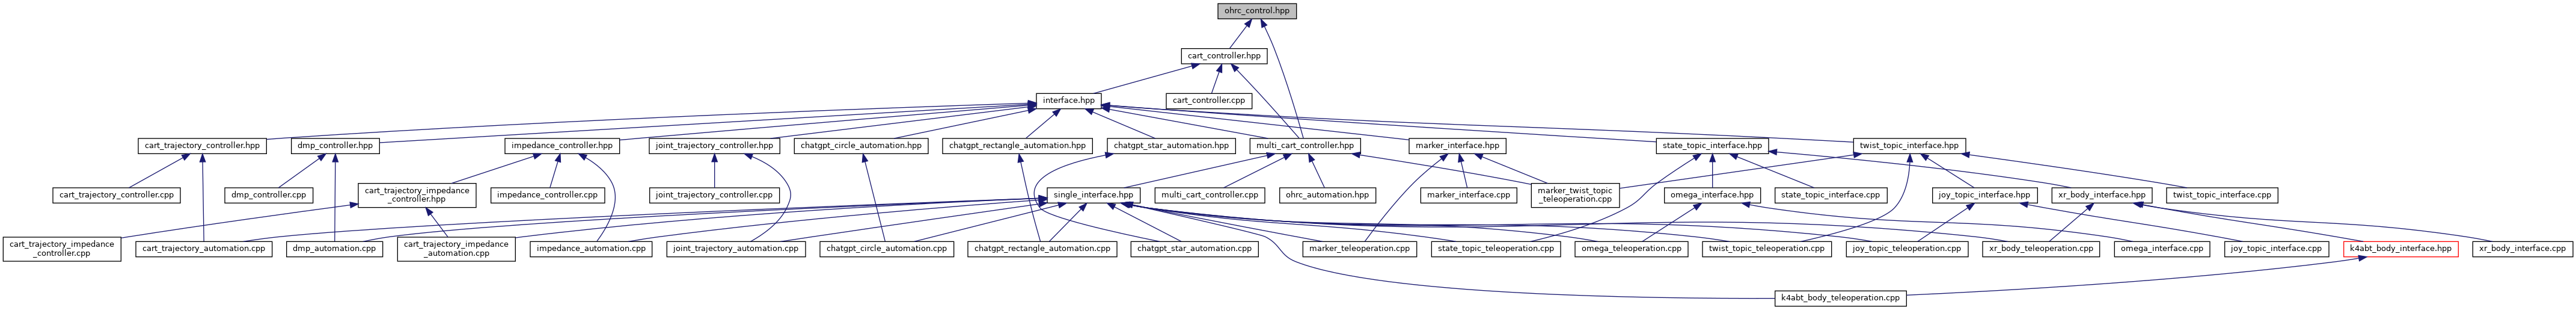 ohrc_control.hpp
cart_controller.hpp
interface.hpp
cart_controller.cpp
cart_trajectory_controller.hpp
dmp_controller.hpp
impedance_controller.hpp
joint_trajectory_controller.hpp
chatgpt_circle_automation.hpp
chatgpt_rectangle_automation.hpp
chatgpt_star_automation.hpp
multi_cart_controller.hpp
marker_interface.hpp
state_topic_interface.hpp
twist_topic_interface.hpp
cart_trajectory_controller.cpp
dmp_controller.cpp
cart_trajectory_impedance
_controller.hpp
impedance_controller.cpp
joint_trajectory_controller.cpp
single_interface.hpp
multi_cart_controller.cpp
ohrc_automation.hpp
marker_interface.cpp
marker_twist_topic
_teleoperation.cpp
omega_interface.hpp
state_topic_interface.cpp
joy_topic_interface.hpp
xr_body_interface.hpp
twist_topic_interface.cpp
cart_trajectory_impedance
_controller.cpp
cart_trajectory_automation.cpp
dmp_automation.cpp
cart_trajectory_impedance
_automation.cpp
impedance_automation.cpp
joint_trajectory_automation.cpp
chatgpt_circle_automation.cpp
chatgpt_rectangle_automation.cpp
chatgpt_star_automation.cpp
marker_teleoperation.cpp
state_topic_teleoperation.cpp
omega_teleoperation.cpp
twist_topic_teleoperation.cpp
joy_topic_teleoperation.cpp
xr_body_teleoperation.cpp
omega_interface.cpp
joy_topic_interface.cpp
k4abt_body_interface.hpp
xr_body_interface.cpp
k4abt_body_teleoperation.cpp